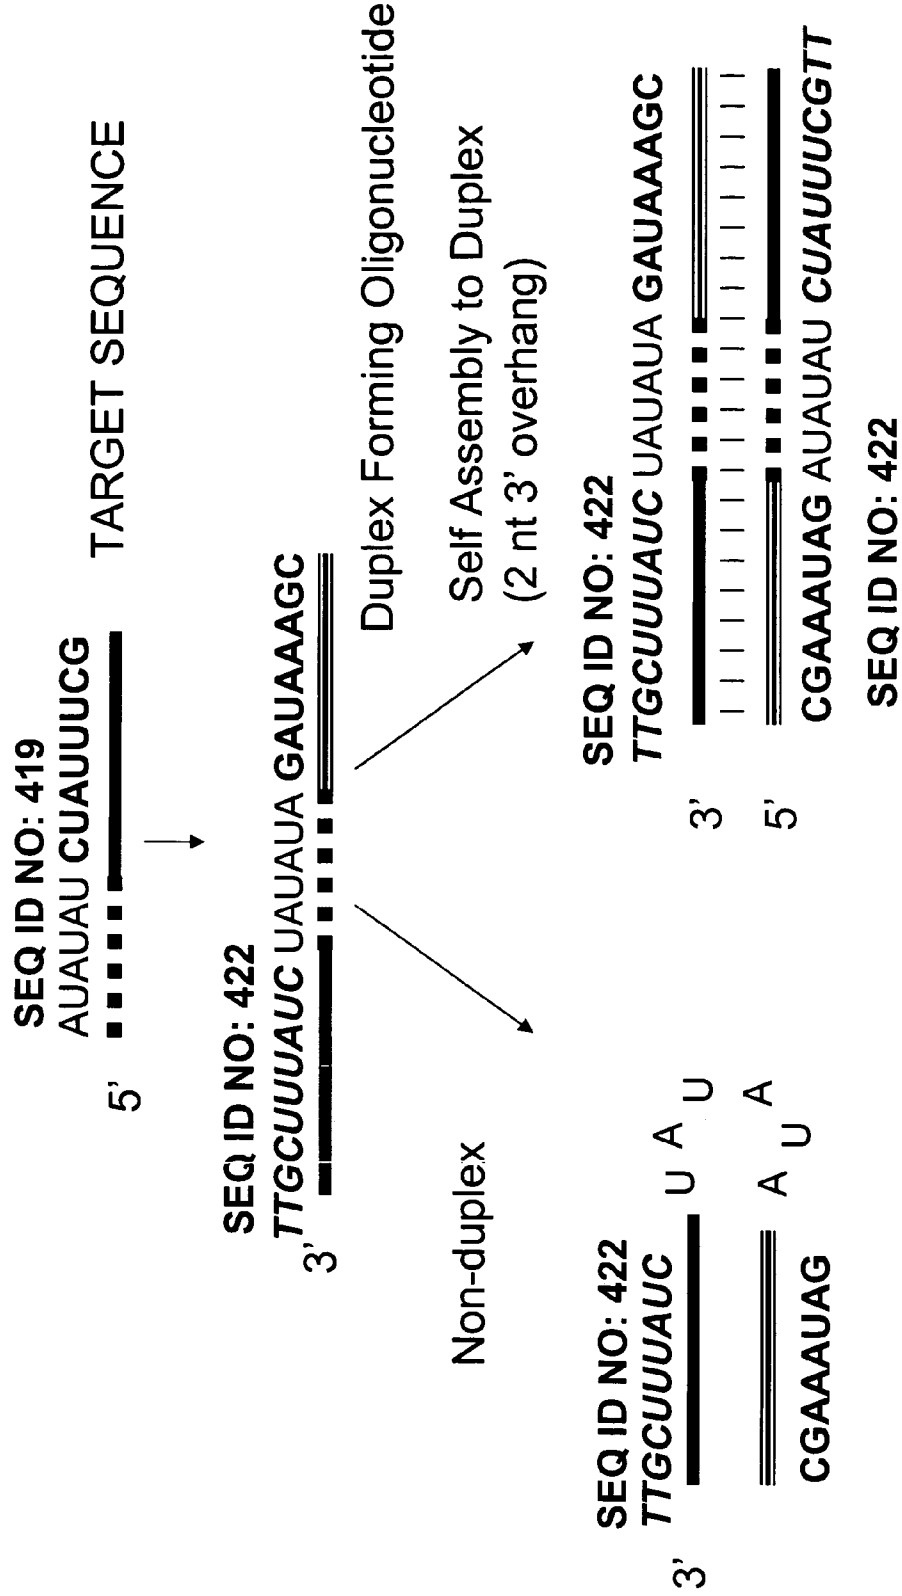 SEQ ID NO: 419
AUAUAU CUAUUUCG
5'
TARGET SEQUENCE
SEQ ID NO: 422
TTGCUUUAUC UAUAUA GAUAAAGC
3'
Duplex Forming Oligonucleotide
Non-duplex
Self Assembly to Duplex
(2 nt 3' overhang)
SEQ ID NO: 422
TTGCUUUAUC
3'
U A U
A U A
CGAAAUAG
SEQ ID NO: 422
TTGCUUUAUC UAUAUA GAUAAAGC
3'
5'
CGAAAUAG AUAUAU CUAUUUCGTT
SEQ ID NO: 422